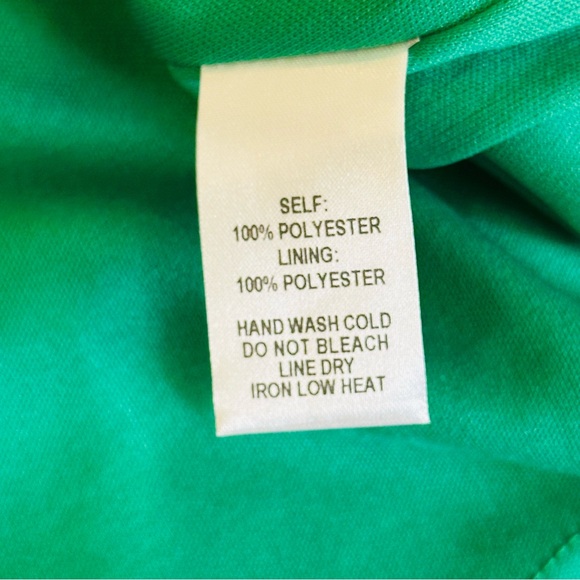 SELF:
100% POLYESTER
LINING:
100% POLYESTER
HAND WASH COLD
DO NOT BLEACH
LINE DRY
IRON LOW HEAT